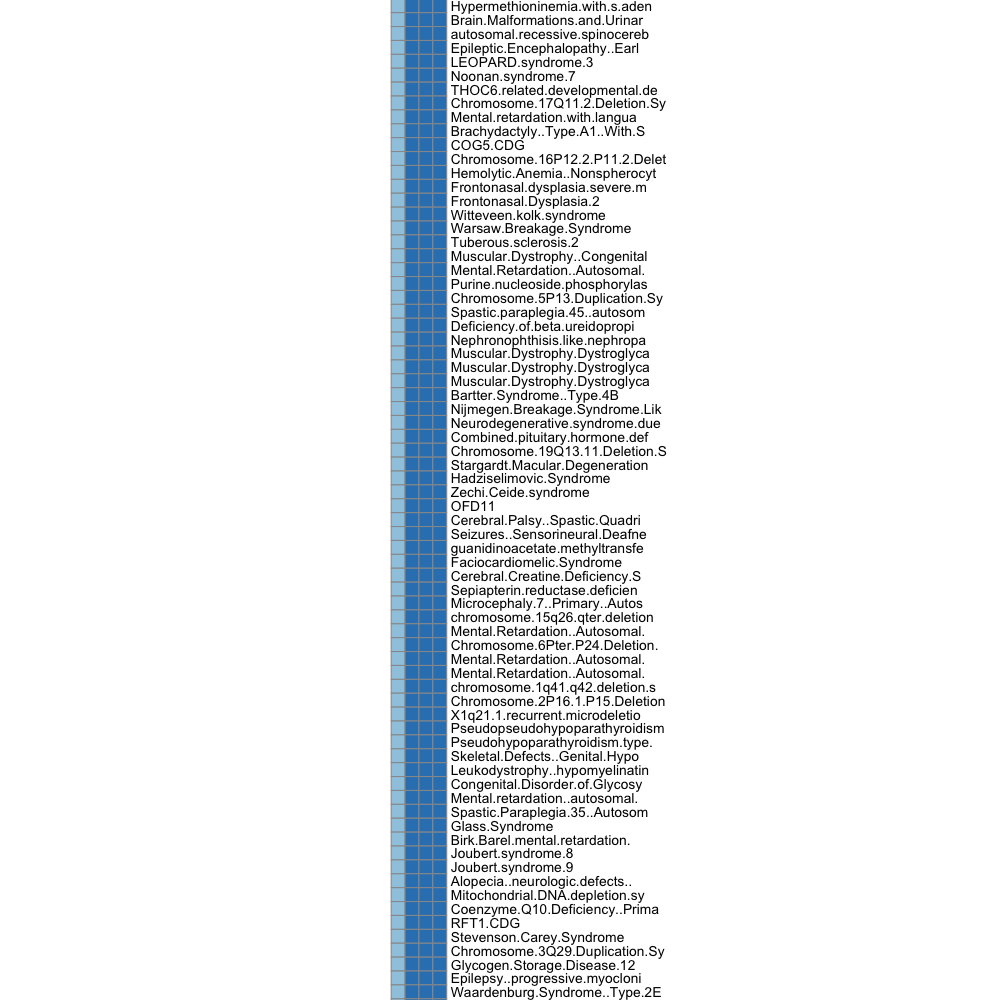 Hypermethioninemia.with.s.aden
Brain.Malformations.and.Urinar
autosomal.recessive.spinocereb
Epileptic.Encephalopathy..Earl
LEOPARD.syndrome.3
Noonan.syndrome.7
THOC6.related.developmental.de
Chromosome.17Q11.2.Deletion.Sy
Mental.retardation.with.langua
Brachydactyly..Type.A1..With.S
COG5.CDG
Chromosome.16P12.2.P11.2.Delet
Hemolytic.Anemia..Nonspherocyt
Frontonasal.dysplasia.severe.m
Frontonasal.Dysplasia.2
Witteveen.kolk.syndrome
Warsaw.Breakage.Syndrome
Tuberous.sclerosis.2
Muscular.Dystrophy..Congenital
Mental.Retardation..Autosomal.
Purine.nucleoside.phosphorylas
Chromosome.5P13.Duplication.Sy
Spastic.paraplegia.45..autosom
Deficiency.of.beta.ureidopropi
Nephronophthisis.like.nephropa
Muscular.Dystrophy.Dystroglyca
Muscular.Dystrophy.Dystroglyca
Muscular.Dystrophy.Dystroglyca
Bartter.Syndrome..Type.4B
Nijmegen.Breakage.Syndrome.Lik
Neurodegenerative.syndrome.due
Combined.pituitary.hormone.def
Chromosome.19Q13.11.Deletion.S
Stargardt.Macular.Degeneration
Hadziselimovic.Syndrome
Zechi.Ceide.syndrome
OFD11
Cerebral.Palsy..Spastic.Quadri
Seizures..Sensorineural.Deafne
guanidinoacetate.methyltransfe
Faciocardiomelic.Syndrome
Cerebral.Creatine.Deficiency.S
Sepiapterin.reductase.deficien
Microcephaly.7..Primary..Autos
chromosome.15q26.qter.deletion
Mental.Retardation..Autosomal.
Chromosome.6Pter.P24.Deletion.
Mental.Retardation..Autosomal.
Mental.Retardation..Autosomal.
chromosome.1q41.q42.deletion.s
Chromosome.2P16.1.P15.Deletion
X1q21.1.recurrent.microdeletio
Pseudopseudohypoparathyroidism
Pseudohypoparathyroidism.type.
Skeletal.Defects..Genital.Hypo
Leukodystrophy..hypomyelinatin
Congenital.Disorder.of.Glycosy
Mental.retardation..autosomal.
Spastic.Paraplegia.35..Autosom
Glass.Syndrome
Birk.Barel.mental.retardation.
Joubert.syndrome.8
Joubert.syndrome.9
Alopecia..neurologic.defects..
Mitochondrial.DNA.depletion.sy
Coenzyme.Q10.Deficiency..Prima
RFT1.CDG
Stevenson.Carey.Syndrome
Chromosome.3Q29.Duplication.Sy
Glycogen.Storage.Disease.12
Epilepsy..progressive.myocloni
Waardenburg.Syndrome..Type.2E